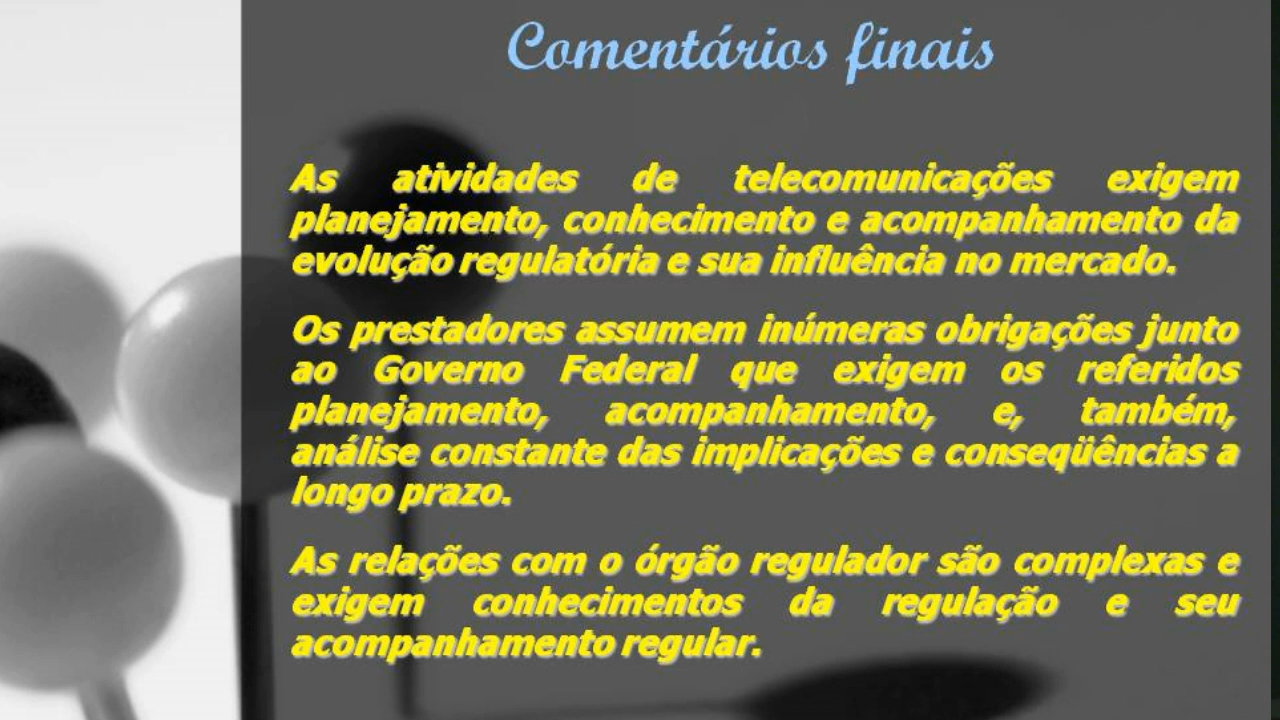 Comentários finais
As atividades de telecomunicações exigem
planejamento, conhecimento e acompanhamento da
evolução regulatória e sua influência no mercado.
Os prestadores assumem inúmeras obrigações junto
ao Governo Federal que exigem os referidos
planejamento, acompanhamento, e, também,
análise constante das implicações e conseqüências a
longo prazo.
As relações com o órgão regulador são complexas e
exigem conhecimentos da regulação e seu
acompanhamento regular.